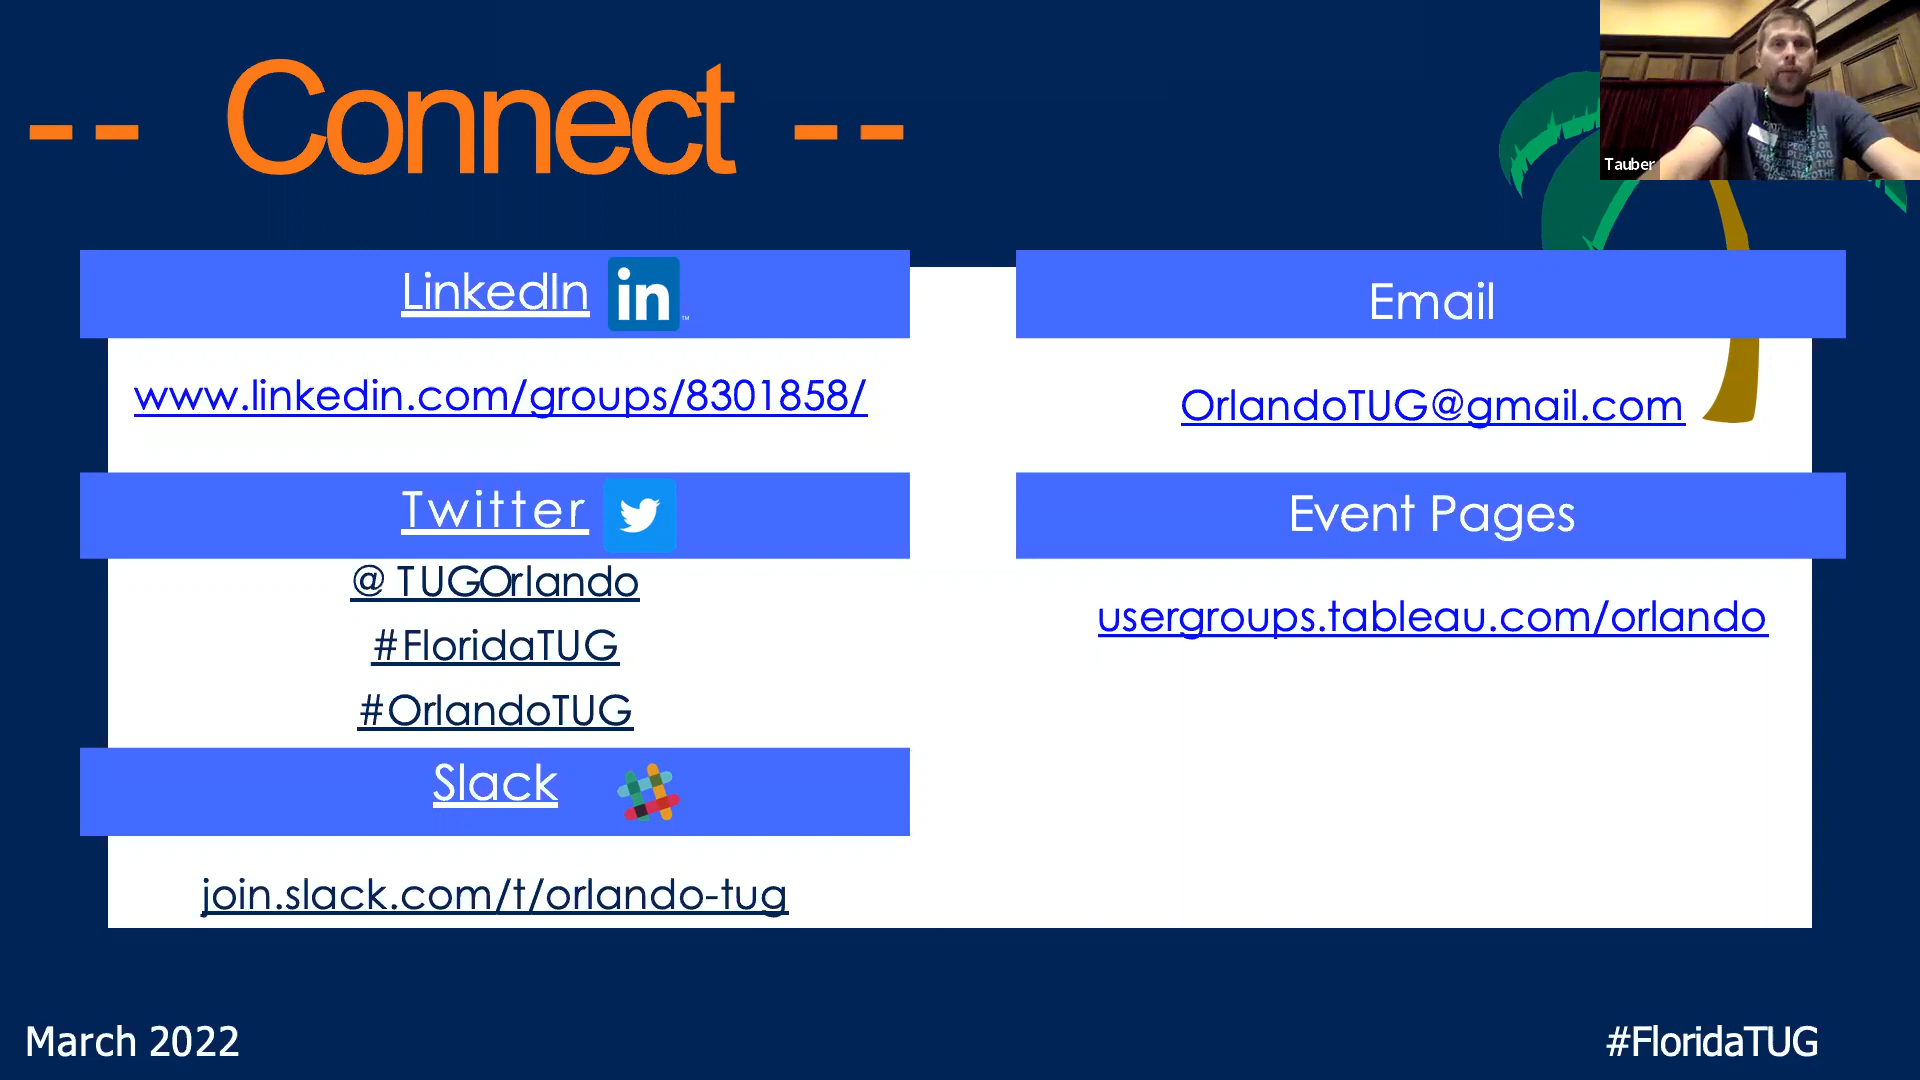 -- Connect --
Tauber
LinkedIn in
www.linkedin.com/groups/8301858/
Twitter
@ TUGOrlando
#FloridaTUG
#OrlandoTUG
Slack
join.slack.com/t/orlando-tug
Email
OrlandoTUG@gmail.com
Event Pages
usergroups.tableau.com/orlando
March 2022
#FloridaTUG